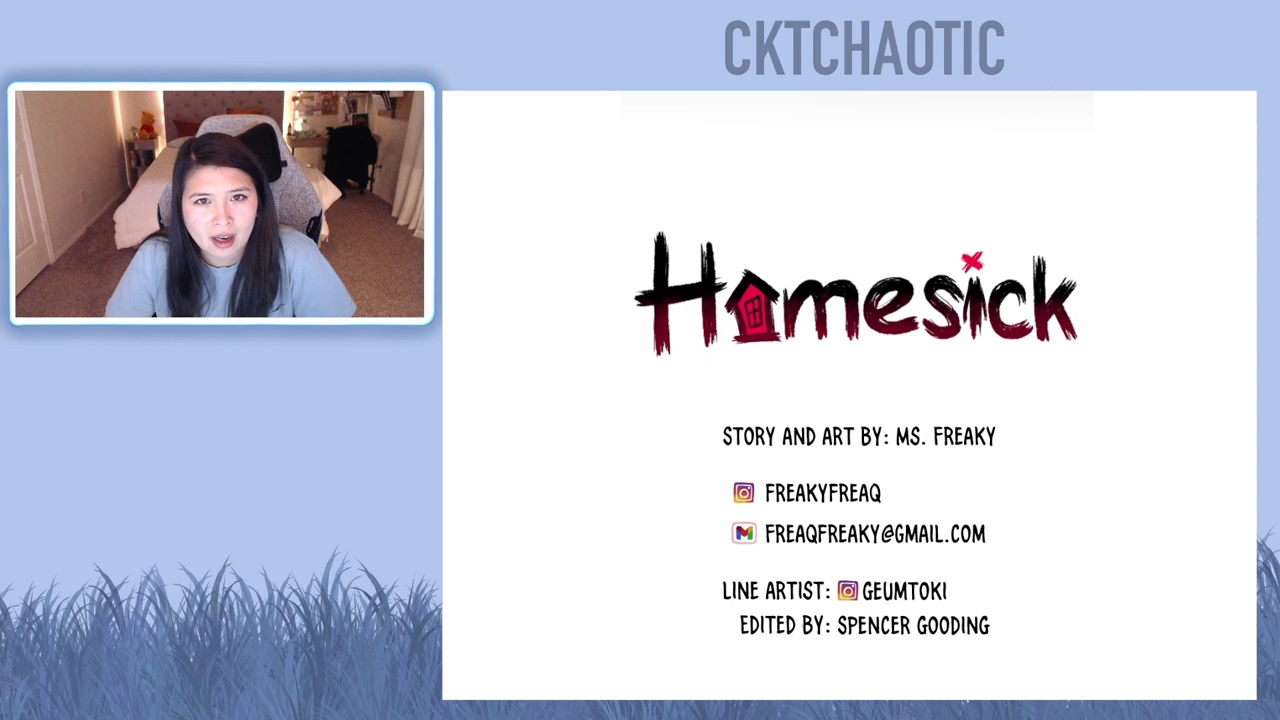 CKTCHAOTIC
Homesick
STORY AND ART BY: MS. FREAKY
FREAKYFREAQ
FREAQFREAKY@GMAIL.COM
LINE ARTIST: GEUMTOKI
EDITED BY: SPENCER GOODING